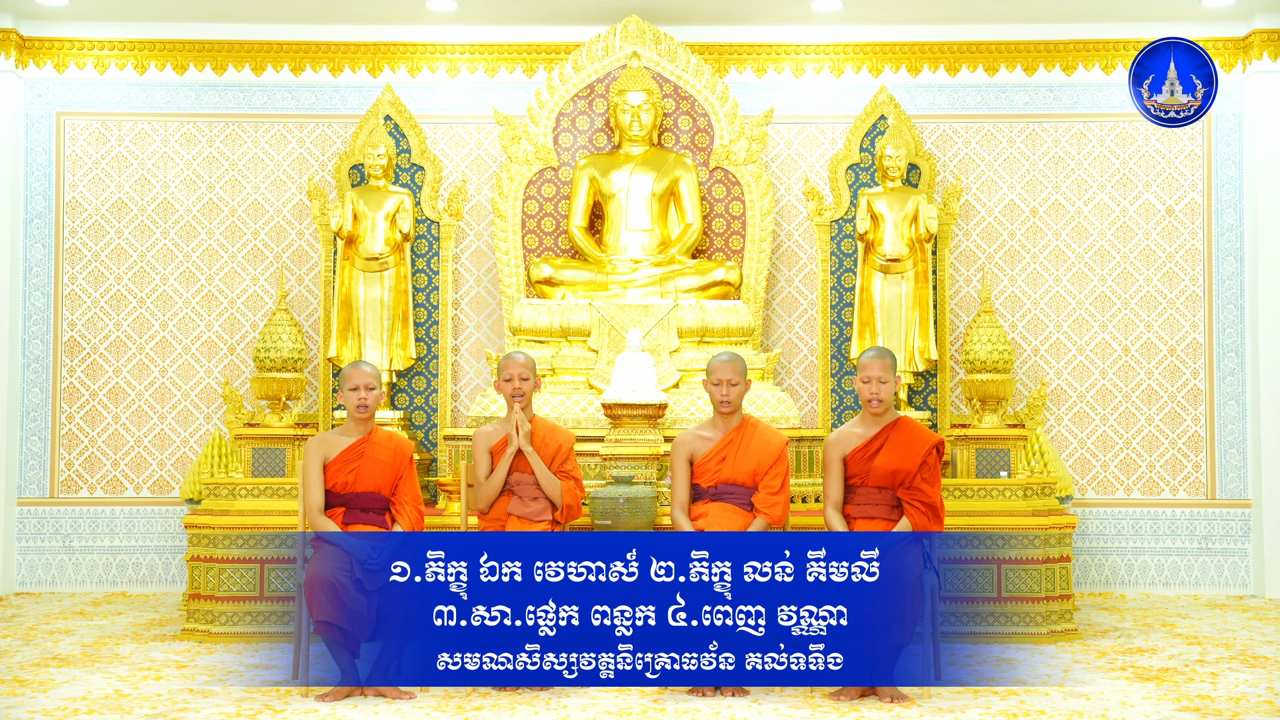 ១.ភិក្ខុ ឯក វេហាស៍ ២.ភិក្ខុ លន់ គឹមលី
៣.សា.ផ្លេក ពន្លក ៤.ពេញ វណ្ណា
សមណសិស្សវត្តនិគ្រោធវ័ន គល់ទទឹង